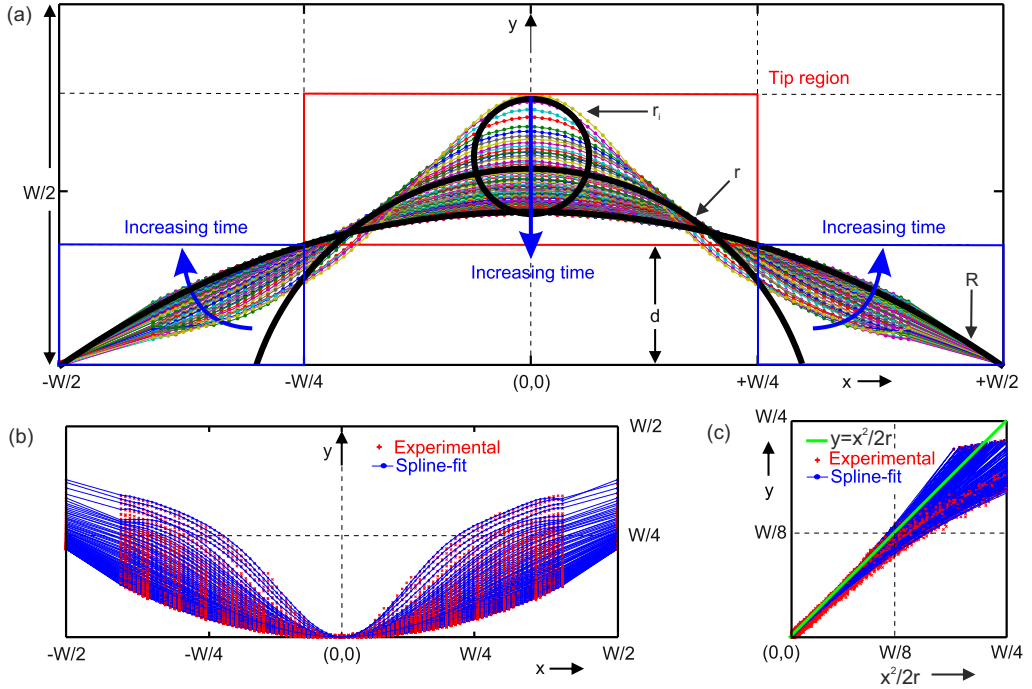 (a)
y
Tip region
r_i
r
W/2
Increasing time
Increasing time
Increasing time
R
d
-W/2
-W/4
(0,0)
+W/4
x
+W/2
(b)
y
Experimental
Spline-fit
W/2
W/4
-W/2
-W/4
(0,0)
W/4
x
W/2
(c)
W/4
y=x²/2r
Experimental
Spline-fit
y
W/8
(0,0)
W/8
W/4
x²/2r